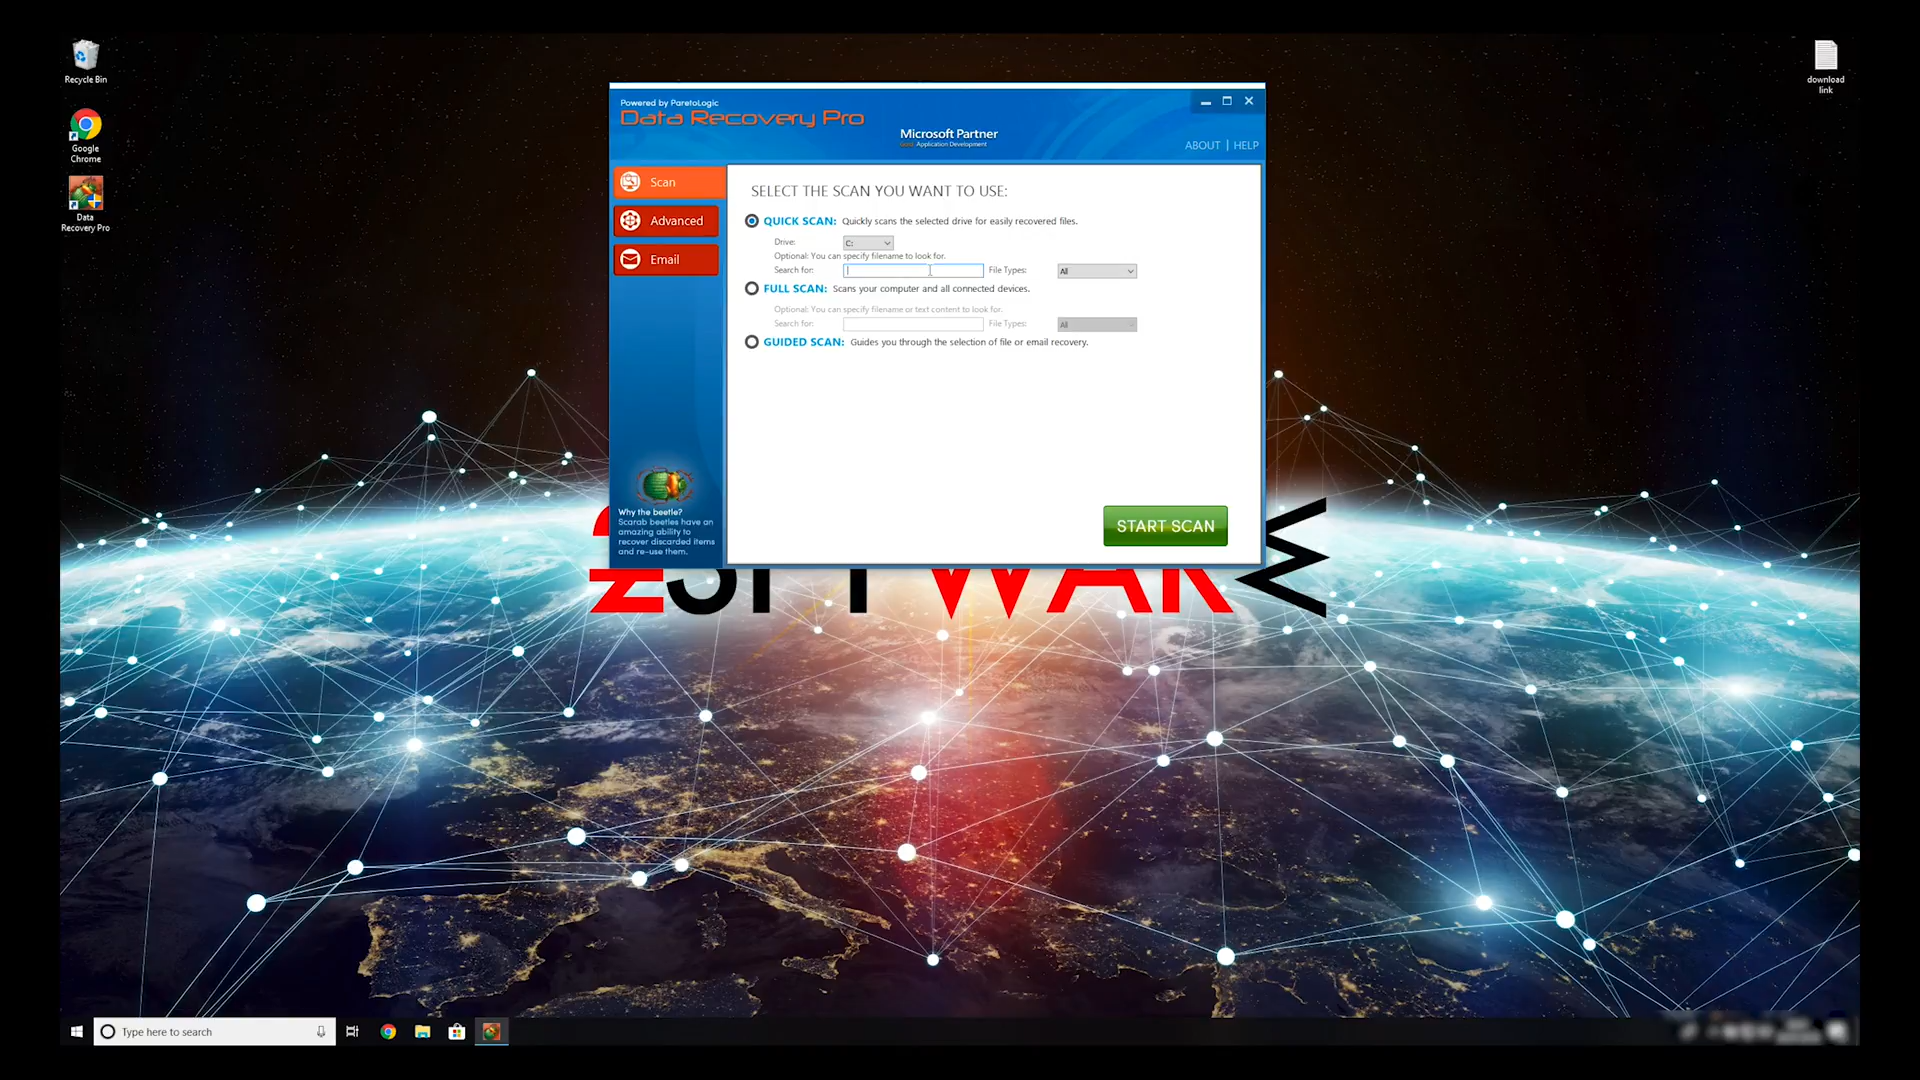 Recycle Bin
Google
Chrome
Data
Recovery Pro
download
link
Powered by ParetoLogic
Data Recovery Pro
Microsoft Partner
Gold Application Development
ABOUT | HELP
Scan
Advanced
Email
SELECT THE SCAN YOU WANT TO USE:
QUICK SCAN: Quickly scans the selected drive for easily recovered files.
Drive: C:
Optional: You can specify filename to look for.
Search for: File Types: All
FULL SCAN: Scans your computer and all connected devices.
Optional: You can specify filename or text content to look for.
Search for: File Types: All
GUIDED SCAN: Guides you through the selection of file or email recovery.
Why the beetle?
Scarab beetles have an
amazing ability to
recover discarded items
and re-use them.
START SCAN
2SPYWARE
Type here to search